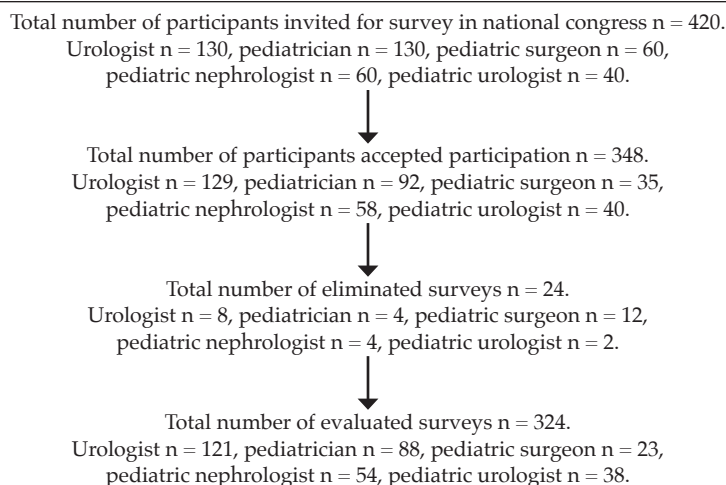 Total number of participants invited for survey in national congress n = 420.
Urologist n = 130, pediatrician n = 130, pediatric surgeon n = 60,
pediatric nephrologist n = 60, pediatric urologist n = 40.
Total number of participants accepted participation n = 348.
Urologist n = 129, pediatrician n = 92, pediatric surgeon n = 35,
pediatric nephrologist n = 58, pediatric urologist n = 40.
Total number of eliminated surveys n = 24.
Urologist n = 8, pediatrician n = 4, pediatric surgeon n = 12,
pediatric nephrologist n = 4, pediatric urologist n = 2.
Total number of evaluated surveys n = 324.
Urologist n = 121, pediatrician n = 88, pediatric surgeon n = 23,
pediatric nephrologist n = 54, pediatric urologist n = 38.